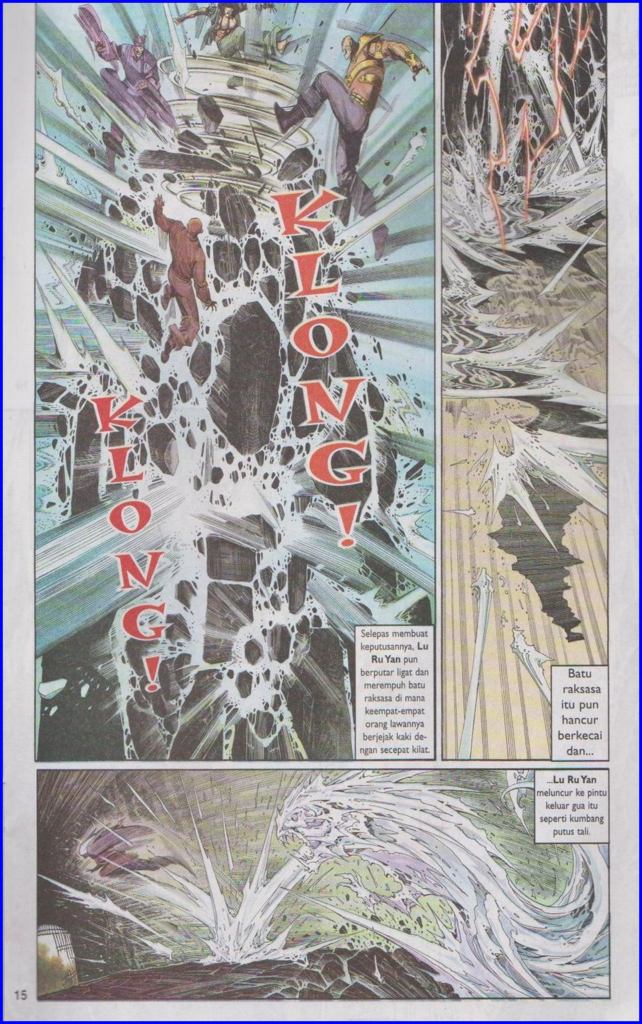 KLONG!
KLONG!
Selepas membuat
keputusannya, Lu
Ru Yan pun
berputar ligat dan
merempuh batu
raksasa di mana
keempat-empat
orang lawannya
berjejak kaki de-
ngan secepat kilat.
Batu
raksasa
itu pun
hancur
berkecai
dan...
...Lu Ru Yan
meluncur ke pintu
keluar gua itu
seperti kumbang
putus tali.
15